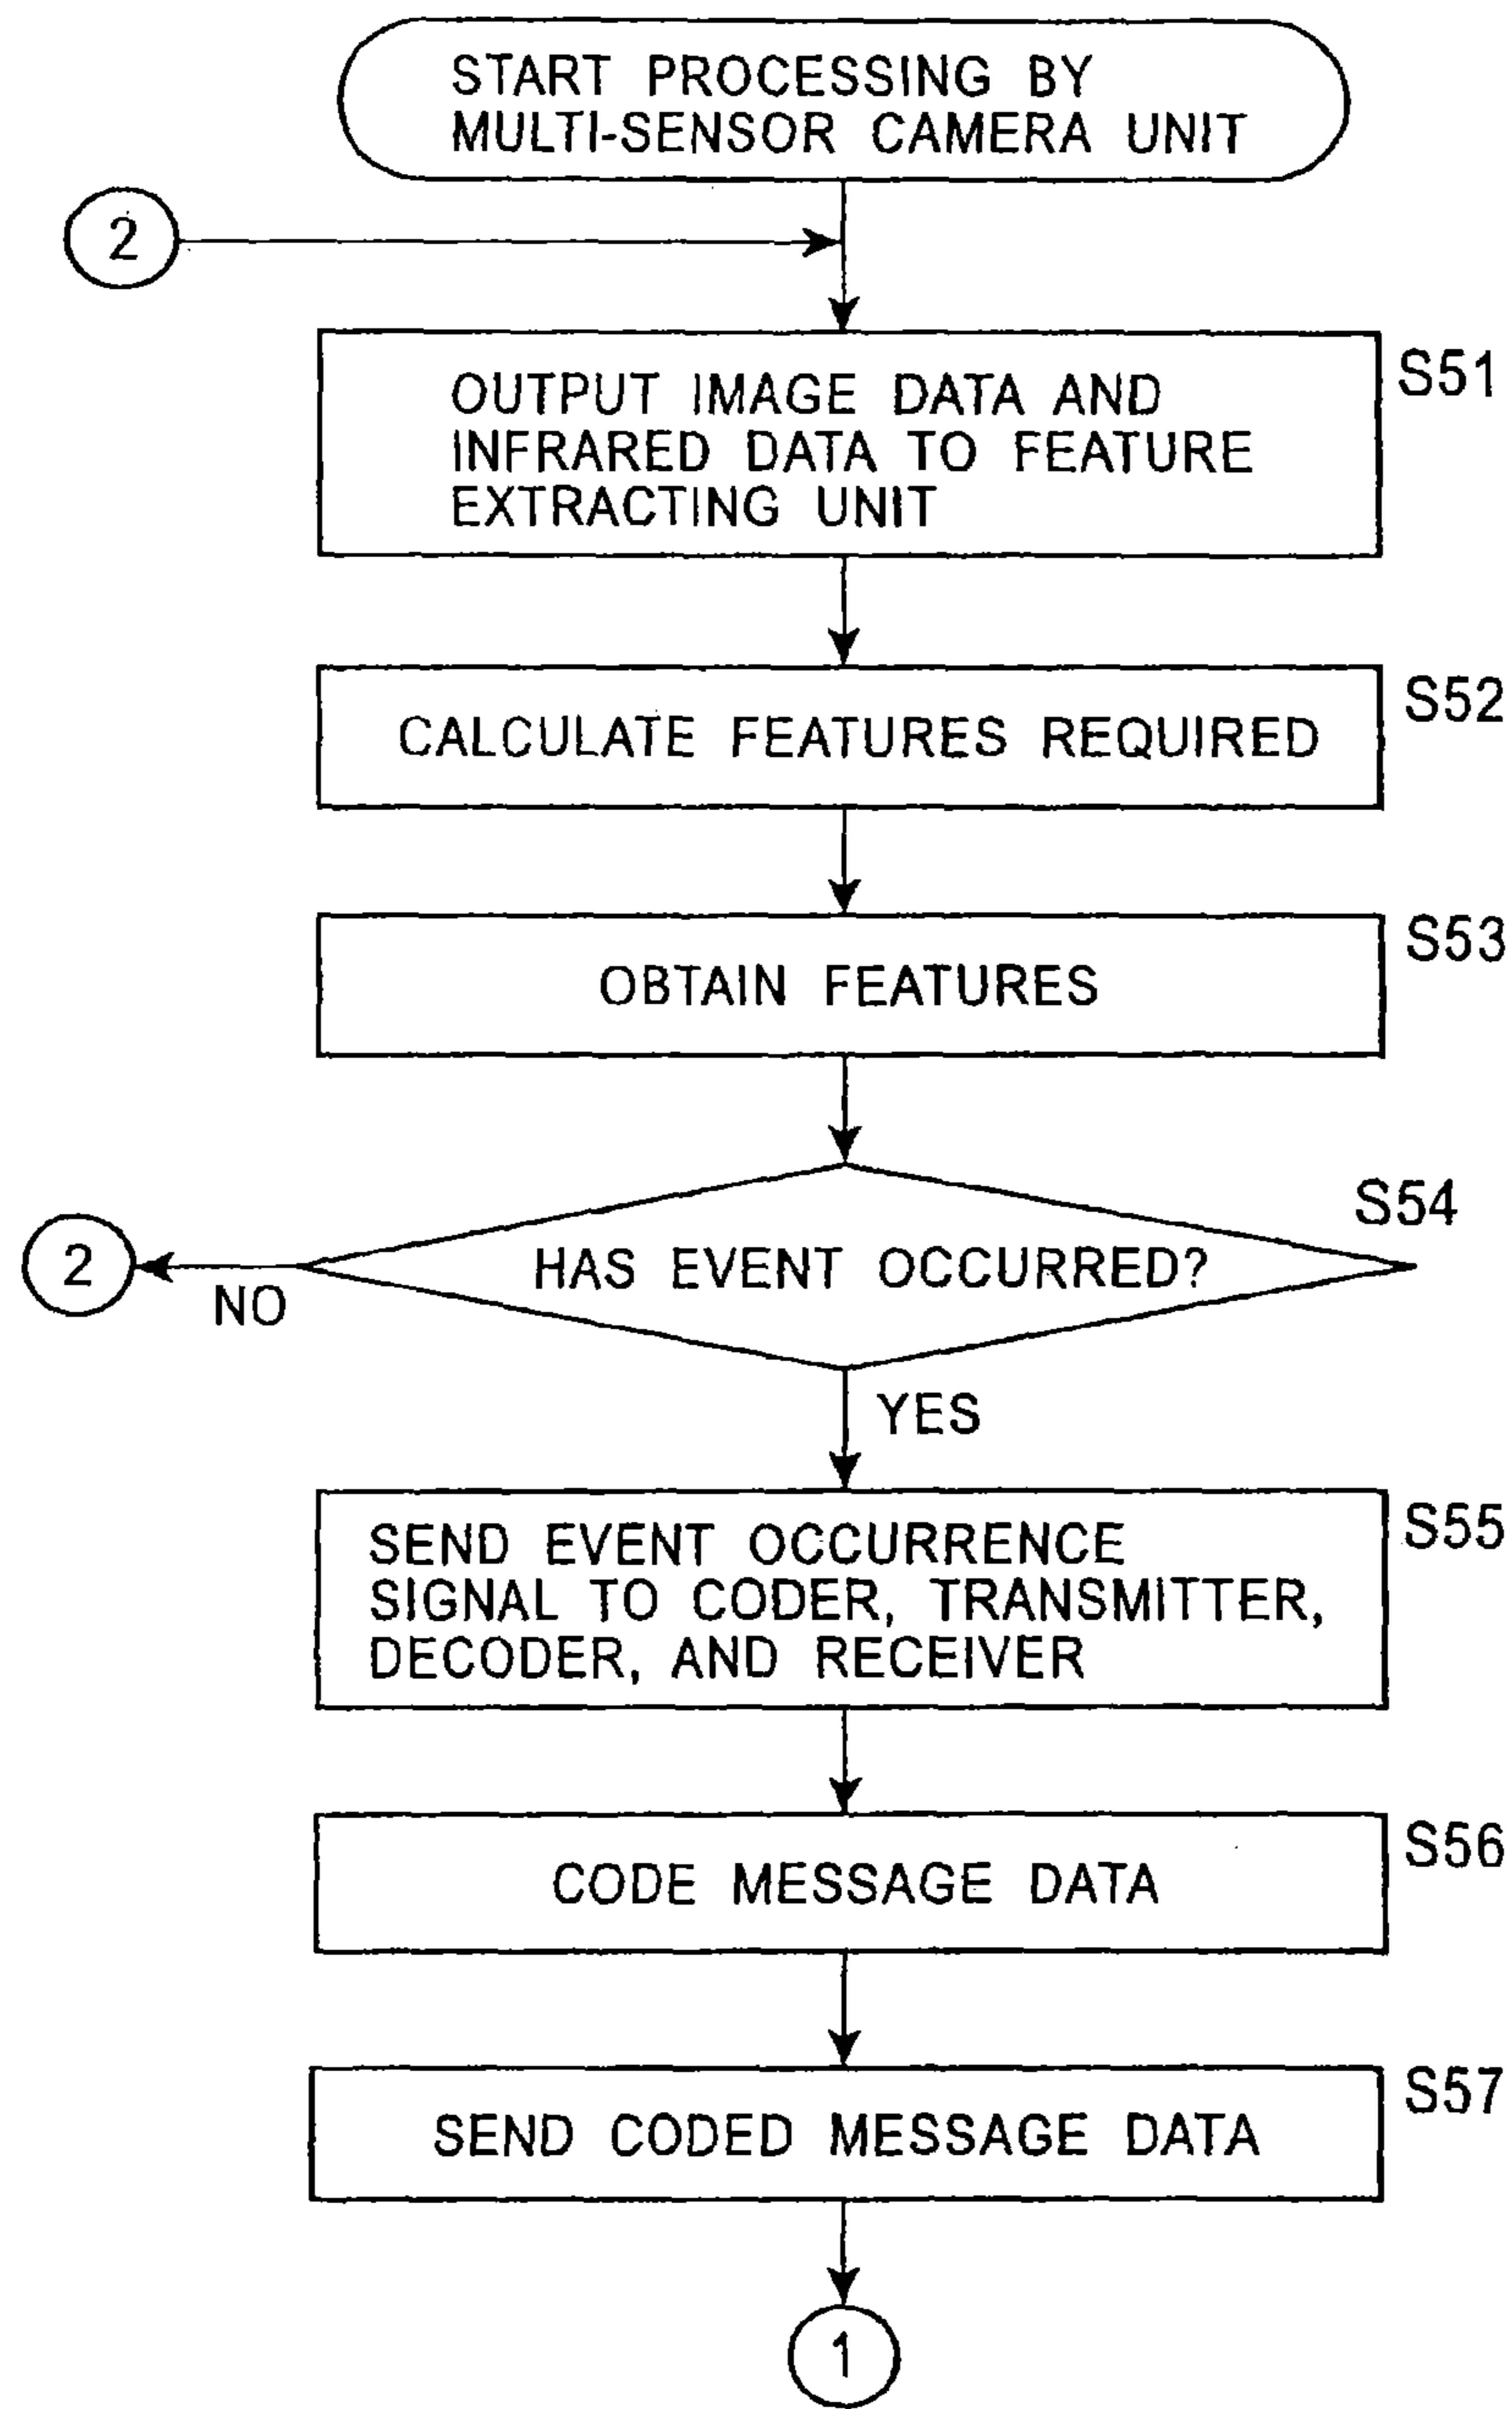 START PROCESSING BY
MULTI-SENSOR CAMERA UNIT
2
OUTPUT IMAGE DATA AND
INFRARED DATA TO FEATURE
EXTRACTING UNIT
S51
CALCULATE FEATURES REQUIRED
S52
OBTAIN FEATURES
S53
HAS EVENT OCCURRED?
S54
2
NO
YES
SEND EVENT OCCURRENCE
SIGNAL TO CODER, TRANSMITTER,
DECODER, AND RECEIVER
S55
CODE MESSAGE DATA
S56
SEND CODED MESSAGE DATA
S57
1